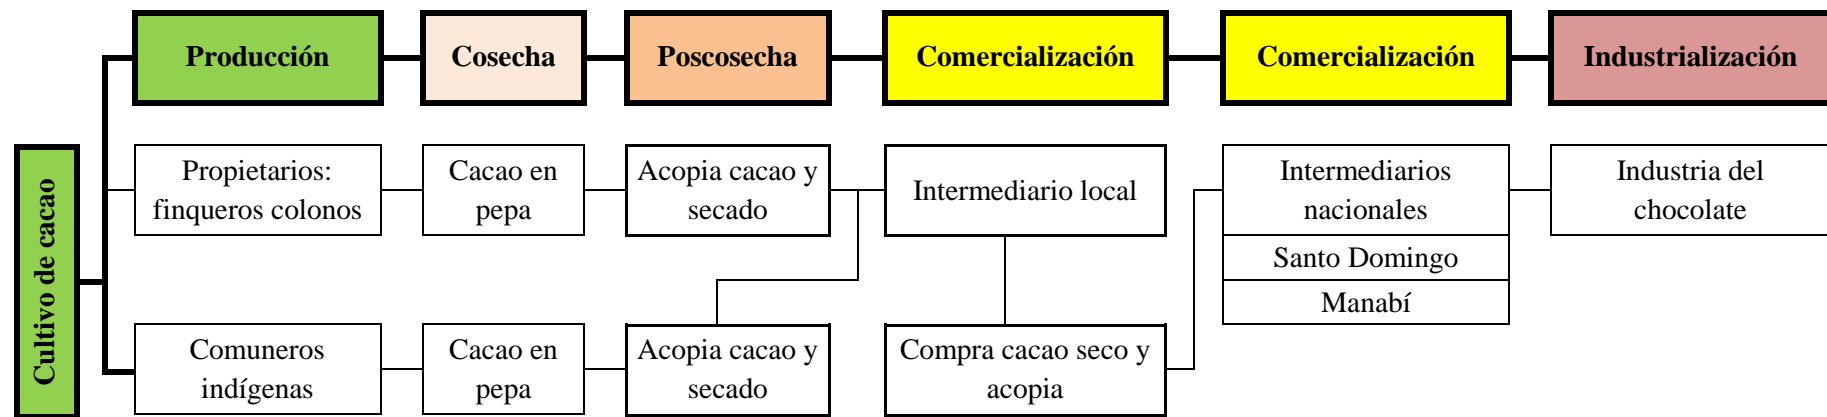 Producción
Cosecha
Poscosecha
Comercialización
Comercialización
Industrialización
Cultivo de cacao
Propietarios:
finqueros colonos
Cacao en
pepa
Acopia cacao y
secado
Intermediario local
Intermediarios
nacionales
Santo Domingo
Manabí
Industria del
chocolate
Comuneros
indígenas
Cacao en
pepa
Acopia cacao y
secado
Compra cacao seco y
acopia